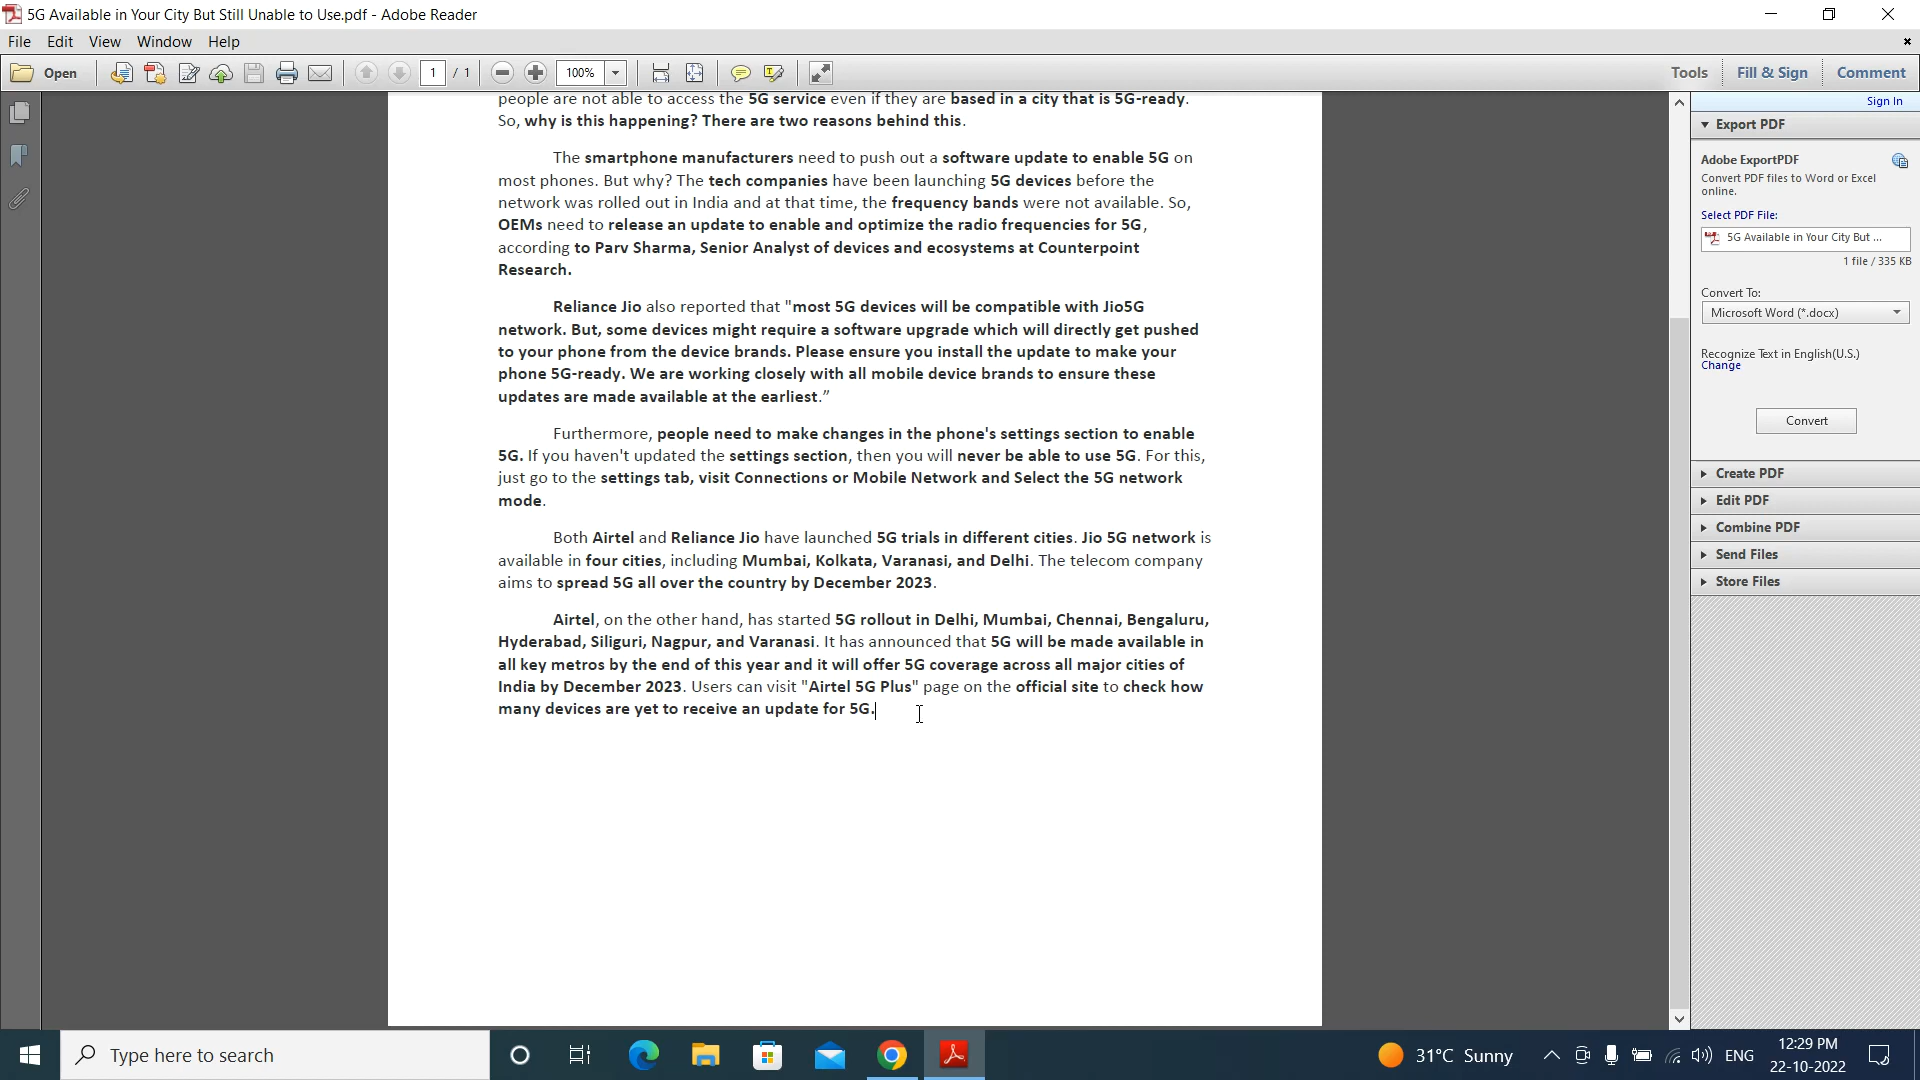 5G Available in Your City But Still Unable to Use.pdf - Adobe Reader
File Edit View Window Help
Open 1 / 1 100% Tools Fill & Sign Comment
Sign In
people are not able to access the 5G service even if they are based in a city that is 5G-ready.
So, why is this happening? There are two reasons behind this.
The smartphone manufacturers need to push out a software update to enable 5G on
most phones. But why? The tech companies have been launching 5G devices before the
network was rolled out in India and at that time, the frequency bands were not available. So,
OEMs need to release an update to enable and optimize the radio frequencies for 5G,
according to Parv Sharma, Senior Analyst of devices and ecosystems at Counterpoint
Research.
Reliance Jio also reported that "most 5G devices will be compatible with Jio5G
network. But, some devices might require a software upgrade which will directly get pushed
to your phone from the device brands. Please ensure you install the update to make your
phone 5G-ready. We are working closely with all mobile device brands to ensure these
updates are made available at the earliest.”
Furthermore, people need to make changes in the phone's settings section to enable
5G. If you haven't updated the settings section, then you will never be able to use 5G. For this,
just go to the settings tab, visit Connections or Mobile Network and Select the 5G network
mode.
Both Airtel and Reliance Jio have launched 5G trials in different cities. Jio 5G network is
available in four cities, including Mumbai, Kolkata, Varanasi, and Delhi. The telecom company
aims to spread 5G all over the country by December 2023.
Airtel, on the other hand, has started 5G rollout in Delhi, Mumbai, Chennai, Bengaluru,
Hyderabad, Siliguri, Nagpur, and Varanasi. It has announced that 5G will be made available in
all key metros by the end of this year and it will offer 5G coverage across all major cities of
India by December 2023. Users can visit "Airtel 5G Plus" page on the official site to check how
many devices are yet to receive an update for 5G.
Export PDF
Adobe ExportPDF
Convert PDF files to Word or Excel
online.
Select PDF File:
5G Available in Your City But ...
1 file / 335 KB
Convert To:
Microsoft Word (*.docx)
Recognize Text in English(U.S.)
Change
Convert
Create PDF
Edit PDF
Combine PDF
Send Files
Store Files
Type here to search
31°C Sunny
ENG
12:29 PM
22-10-2022